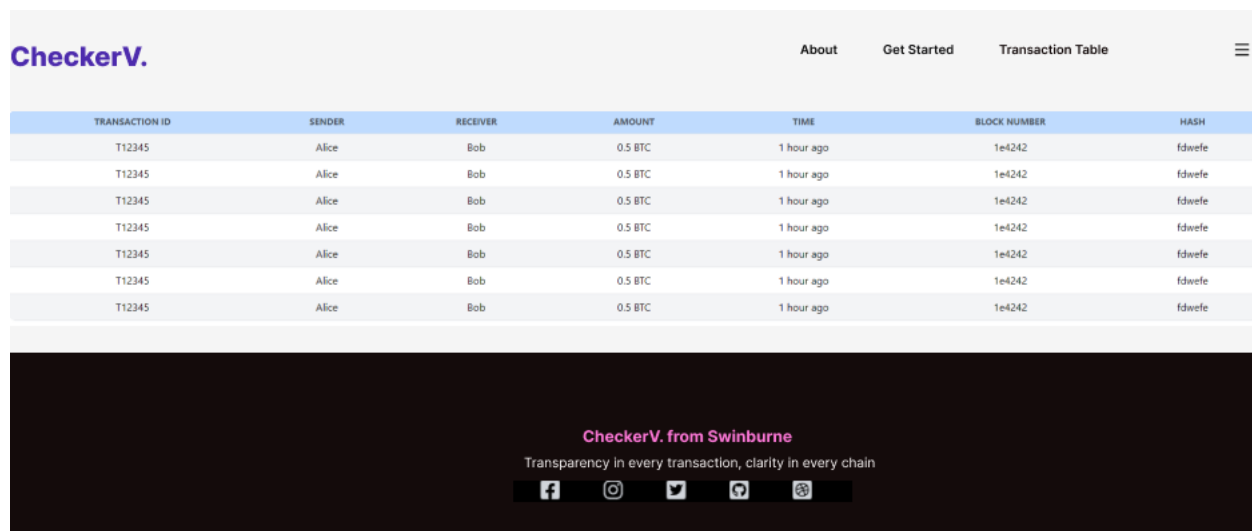 CheckerV.
About Get Started Transaction Table
TRANSACTION ID SENDER RECEIVER AMOUNT TIME BLOCK NUMBER HASH
T12345 Alice Bob 0.5 BTC 1 hour ago 1e4242 fdwefe
T12345 Alice Bob 0.5 BTC 1 hour ago 1e4242 fdwefe
T12345 Alice Bob 0.5 BTC 1 hour ago 1e4242 fdwefe
T12345 Alice Bob 0.5 BTC 1 hour ago 1e4242 fdwefe
T12345 Alice Bob 0.5 BTC 1 hour ago 1e4242 fdwefe
T12345 Alice Bob 0.5 BTC 1 hour ago 1e4242 fdwefe
T12345 Alice Bob 0.5 BTC 1 hour ago 1e4242 fdwefe
CheckerV. from Swinburne
Transparency in every transaction, clarity in every chain